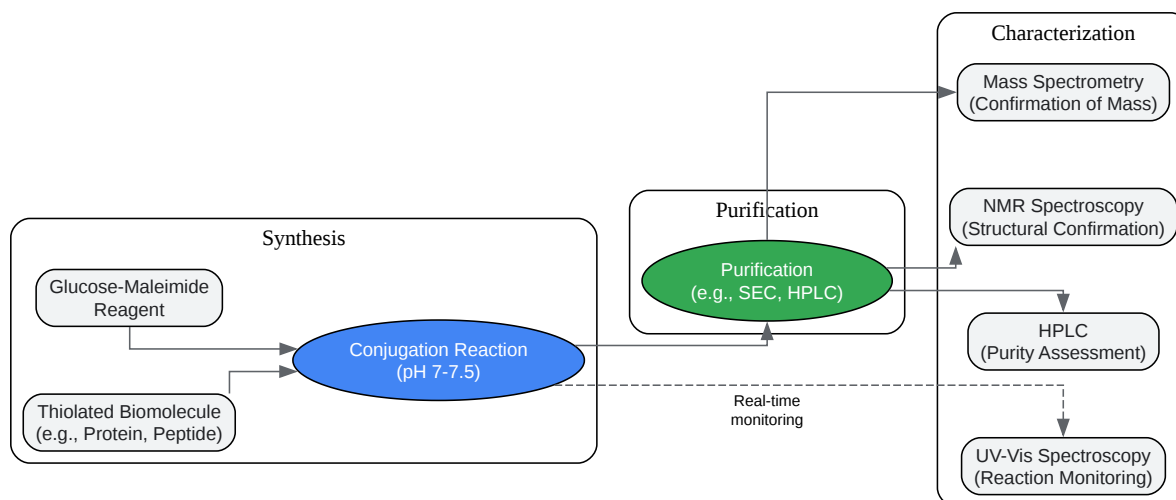 Characterization
Mass Spectrometry
(Confirmation of Mass)
Purification
NMR Spectroscopy
(Structural Confirmation)
Synthesis
Purification
(e.g., SEC, HPLC)
Glucose-Maleimide
Reagent
HPLC
(Purity Assessment)
Conjugation Reaction
(pH 7-7.5)
Thiolated Biomolecule
(e.g., Protein, Peptide)
Real-time
monitoring
UV-Vis Spectroscopy
(Reaction Monitoring)